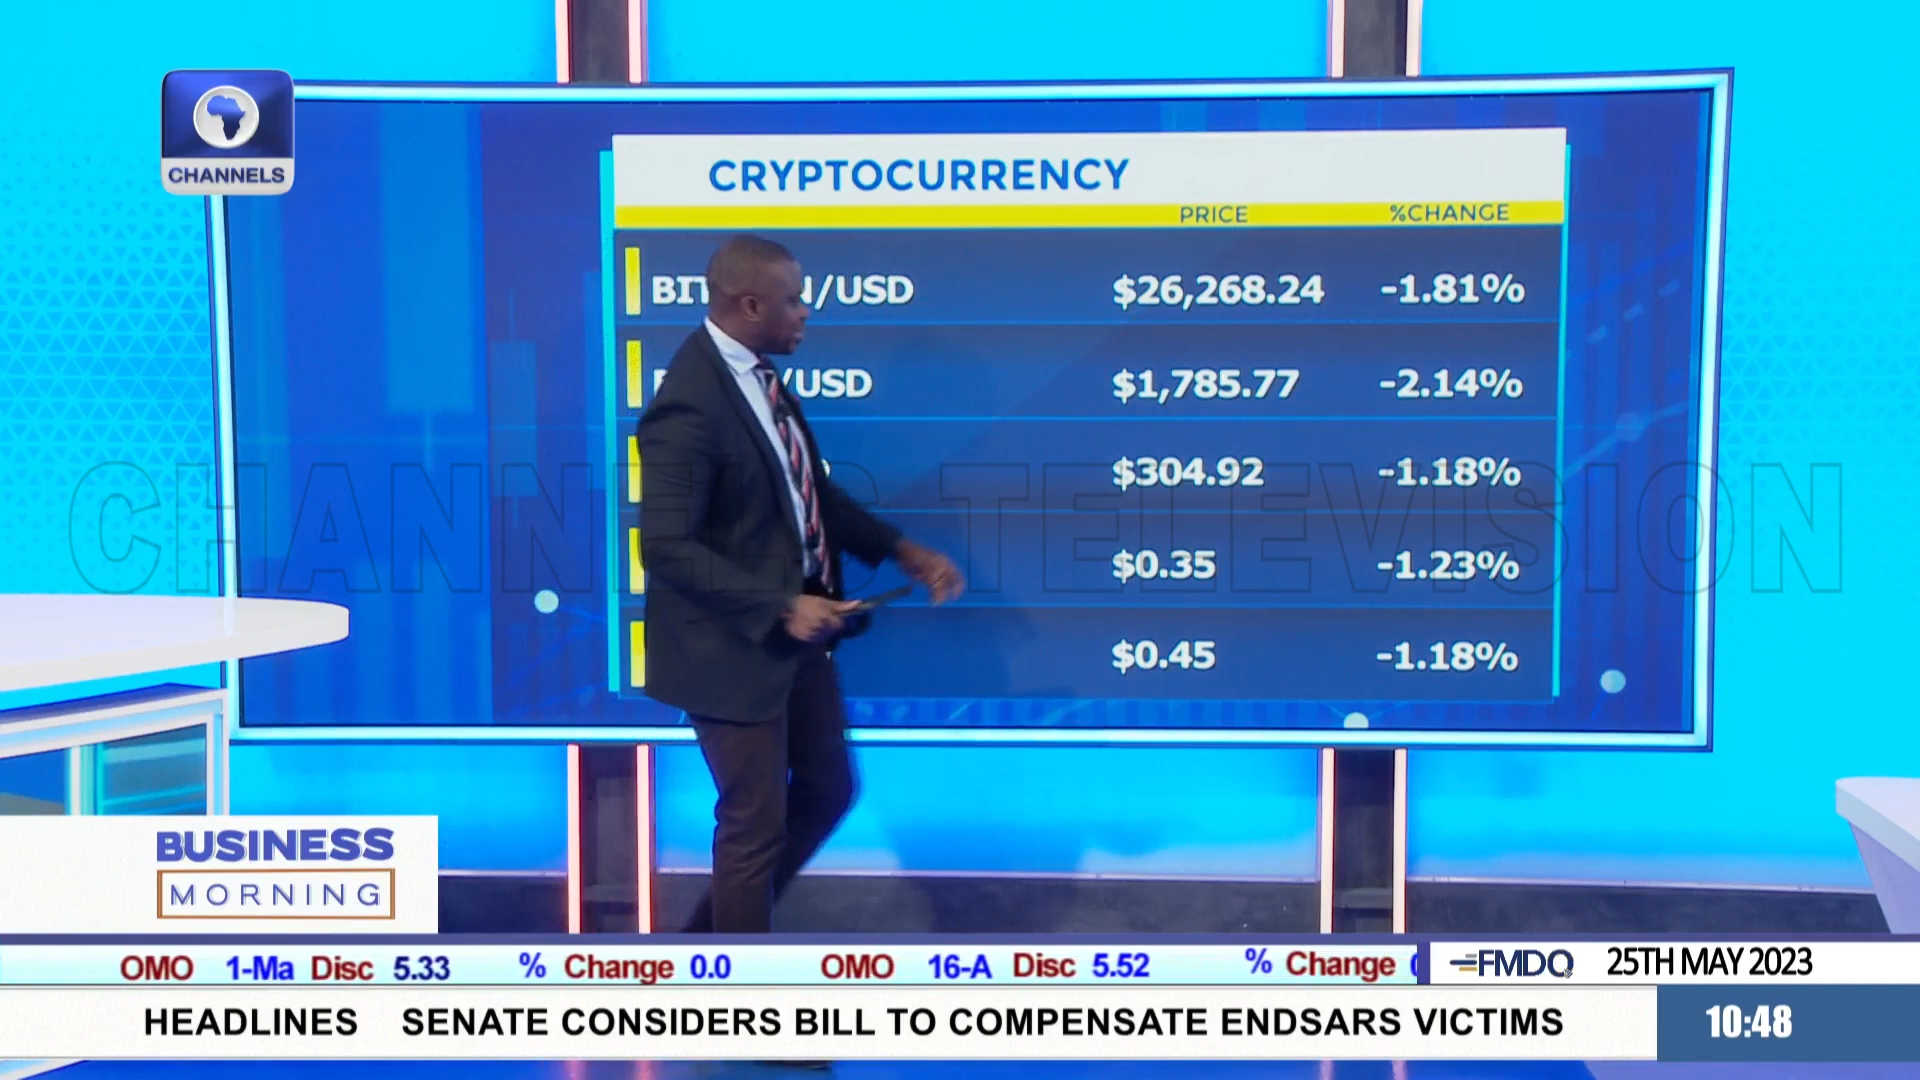 CHANNELS
CRYPTOCURRENCY
PRICE %CHANGE
/USD $26,268.24 -1.81%
/USD $1,785.77 -2.14%
$304.92 -1.18%
$0.35 -1.23%
$0.45 -1.18%
CHANNELS TELEVISION
BUSINESS
MORNING
OMO 1-Ma Disc 5.33 % Change 0.0 OMO 16-A Disc 5.52 % Change
FMDQ 25TH MAY 2023
HEADLINES SENATE CONSIDERS BILL TO COMPENSATE ENDSARS VICTIMS
10:48